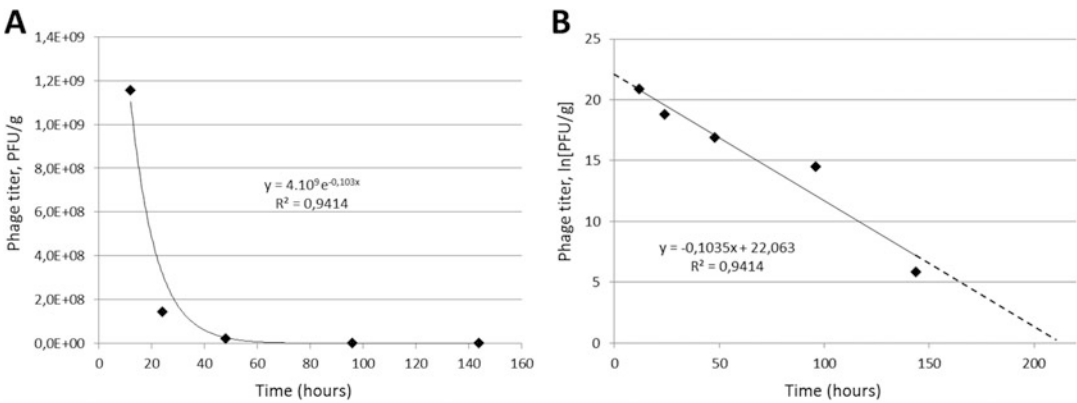 A
Phage titer, PFU/g
1,4E+09
1,2E+09
1,0E+09
8,0E+08
6,0E+08
4,0E+08
2,0E+08
0,0E+00
y = 4.10⁹e⁻⁰,¹⁰³ˣ
R² = 0,9414
0 20 40 60 80 100 120 140 160
Time (hours)
B
Phage titer, ln[PFU/g]
25
20
15
10
5
0
y = -0,1035x + 22,063
R² = 0,9414
0 50 100 150 200
Time (hours)